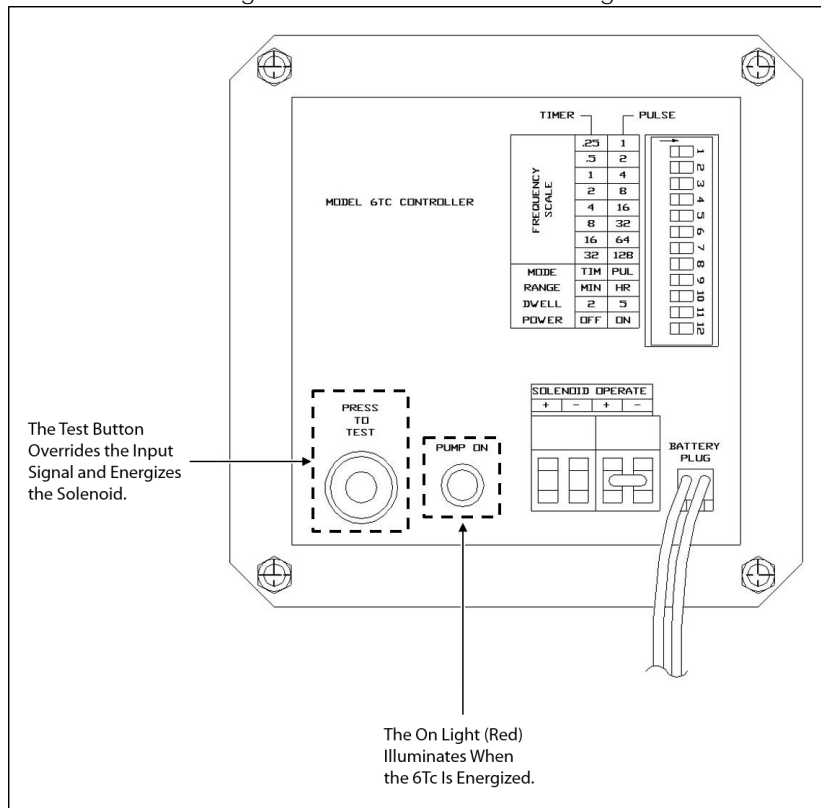 TIMER PULSE
FREQUENCY
SCALE
.25 1
.5 2
1 4
2 8
4 16
8 32
16 64
32 128
MODE TIM PUL
RANGE MIN HR
DWELL 2 5
POWER OFF ON
1
2
3
4
5
6
7
8
9
10
11
12
MODEL 6TC CONTROLLER
PRESS
TO
TEST
PUMP ON
SOLENOID OPERATE
+ - + -
BATTERY
PLUG
The Test Button
Overrides the Input
Signal and Energizes
the Solenoid.
The On Light (Red)
Illuminates When
the 6Tc Is Energized.